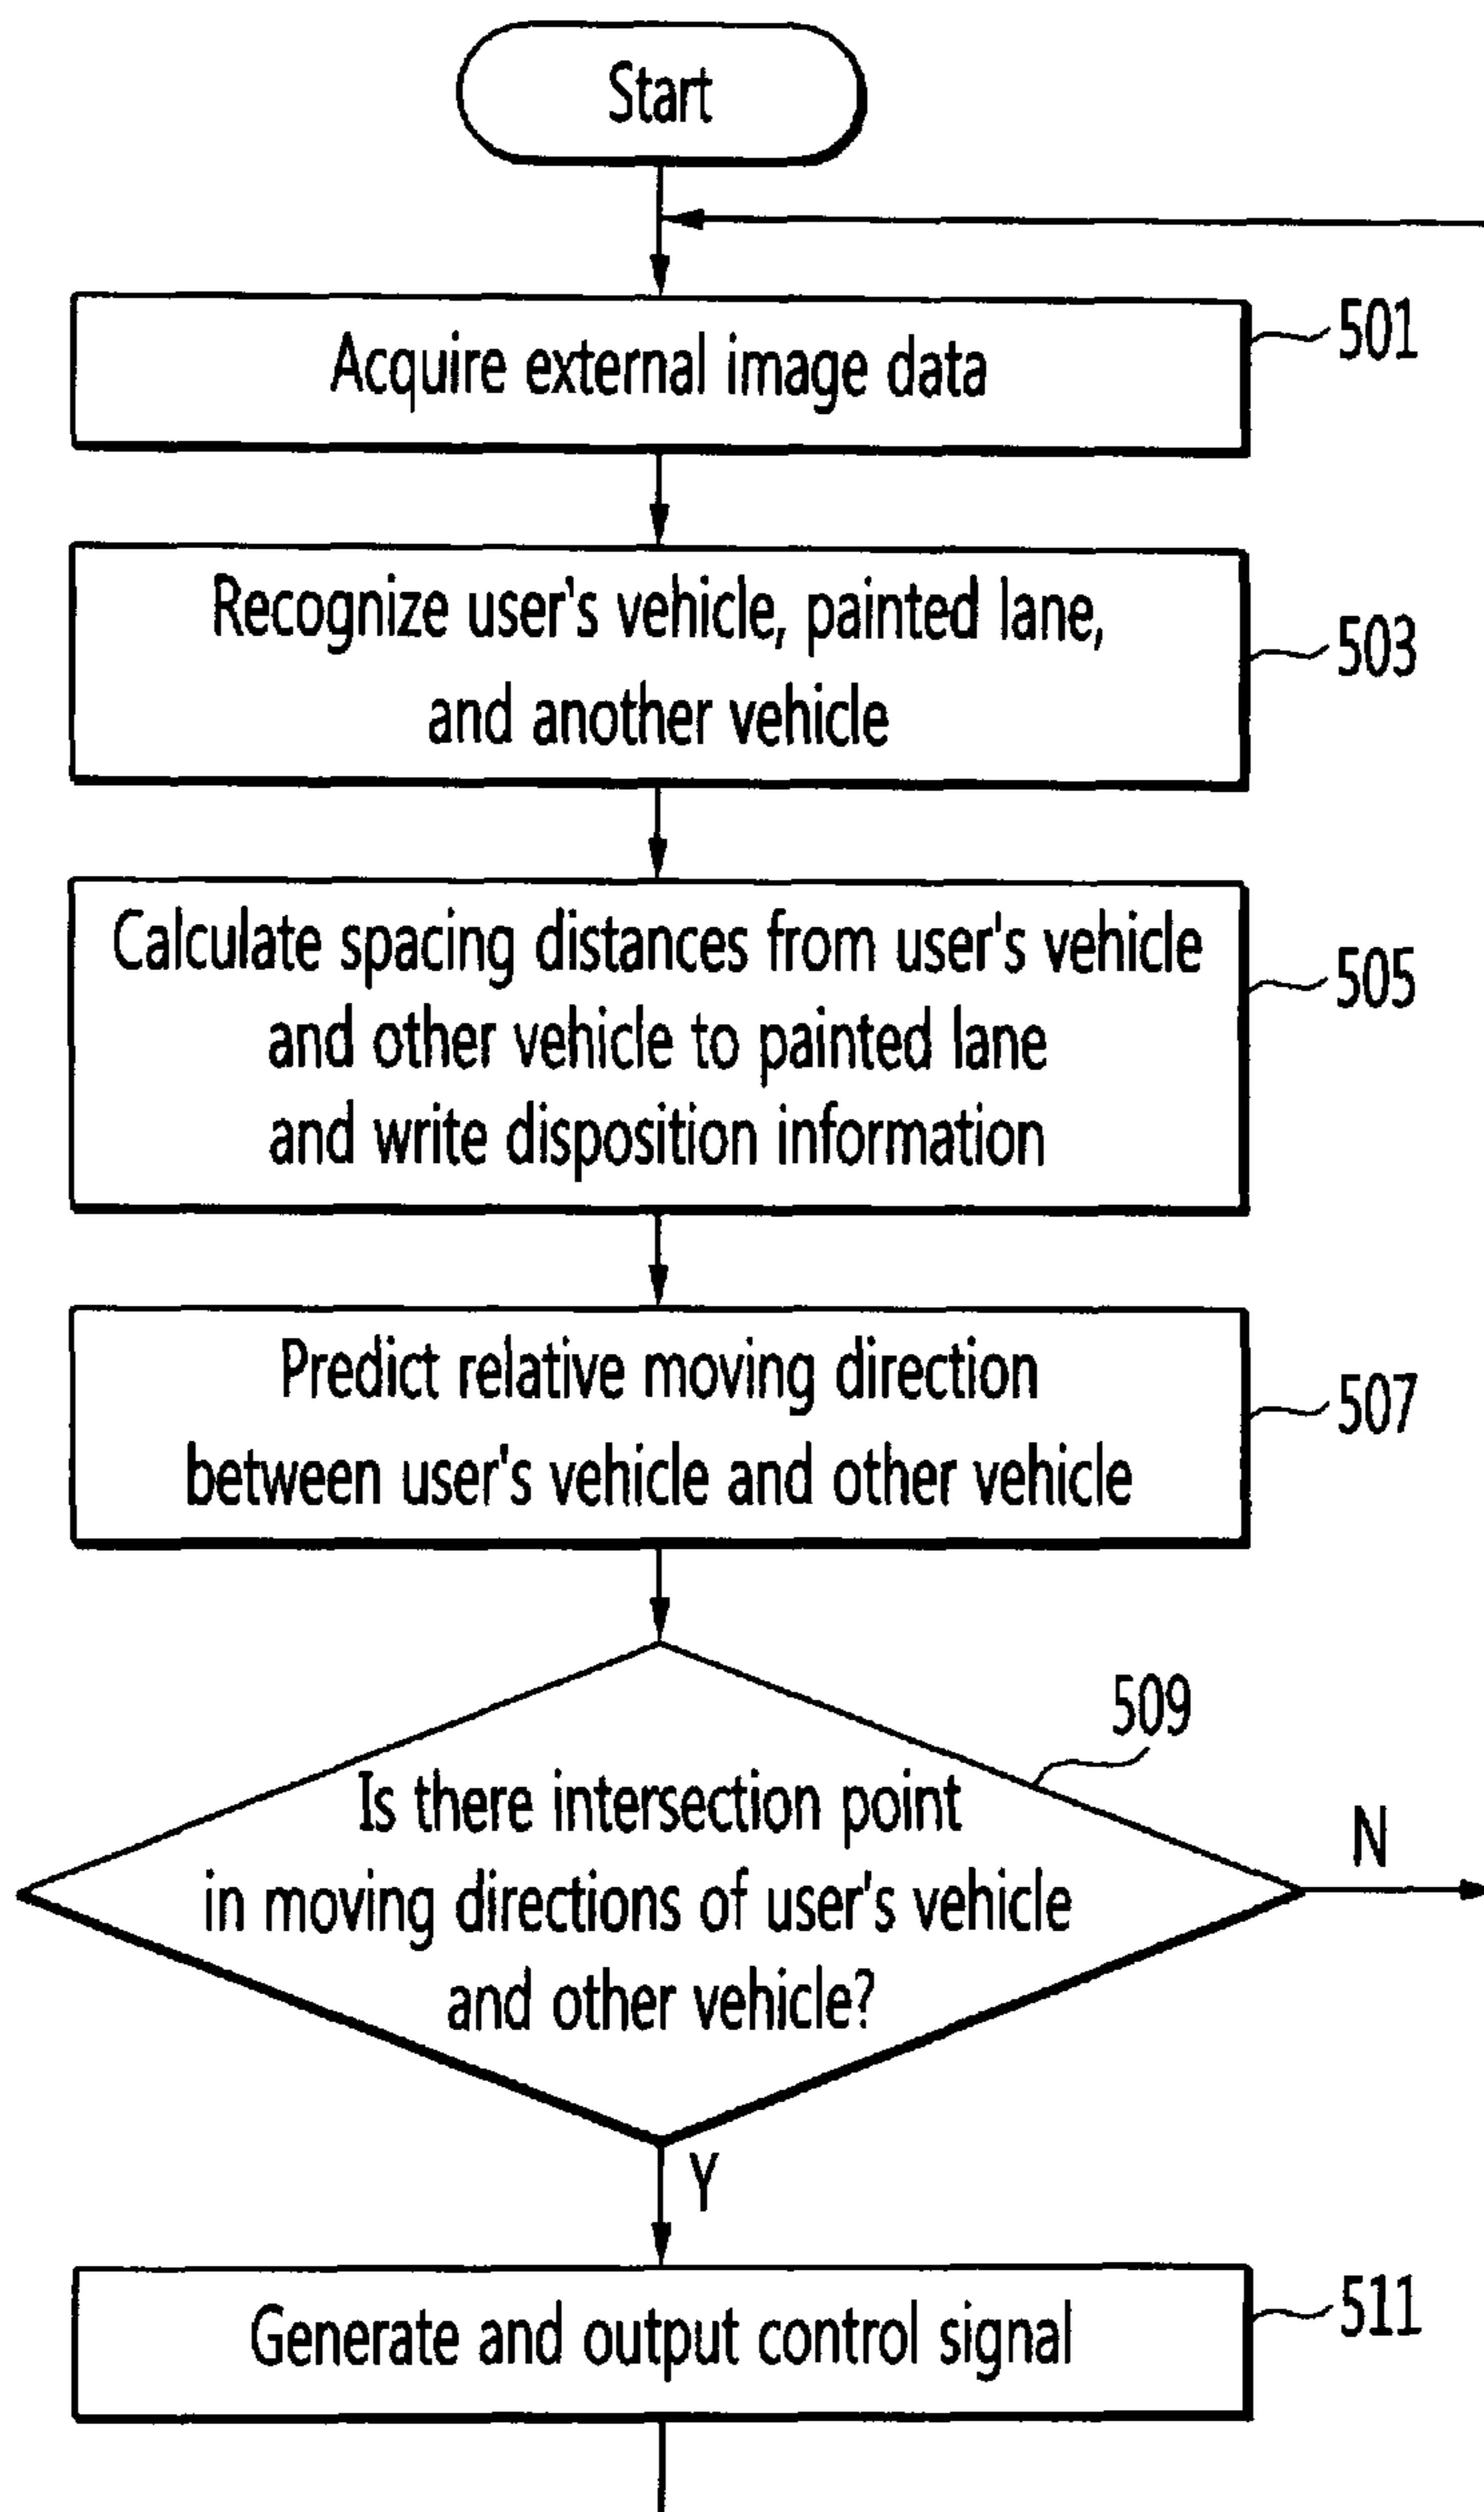 Start
Acquire external image data
501
Recognize user's vehicle, painted lane,
and another vehicle
503
Calculate spacing distances from user's vehicle
and other vehicle to painted lane
and write disposition information
505
Predict relative moving direction
between user's vehicle and other vehicle
507
509
Is there intersection point
in moving directions of user's vehicle
and other vehicle?
N
Y
Generate and output control signal
511